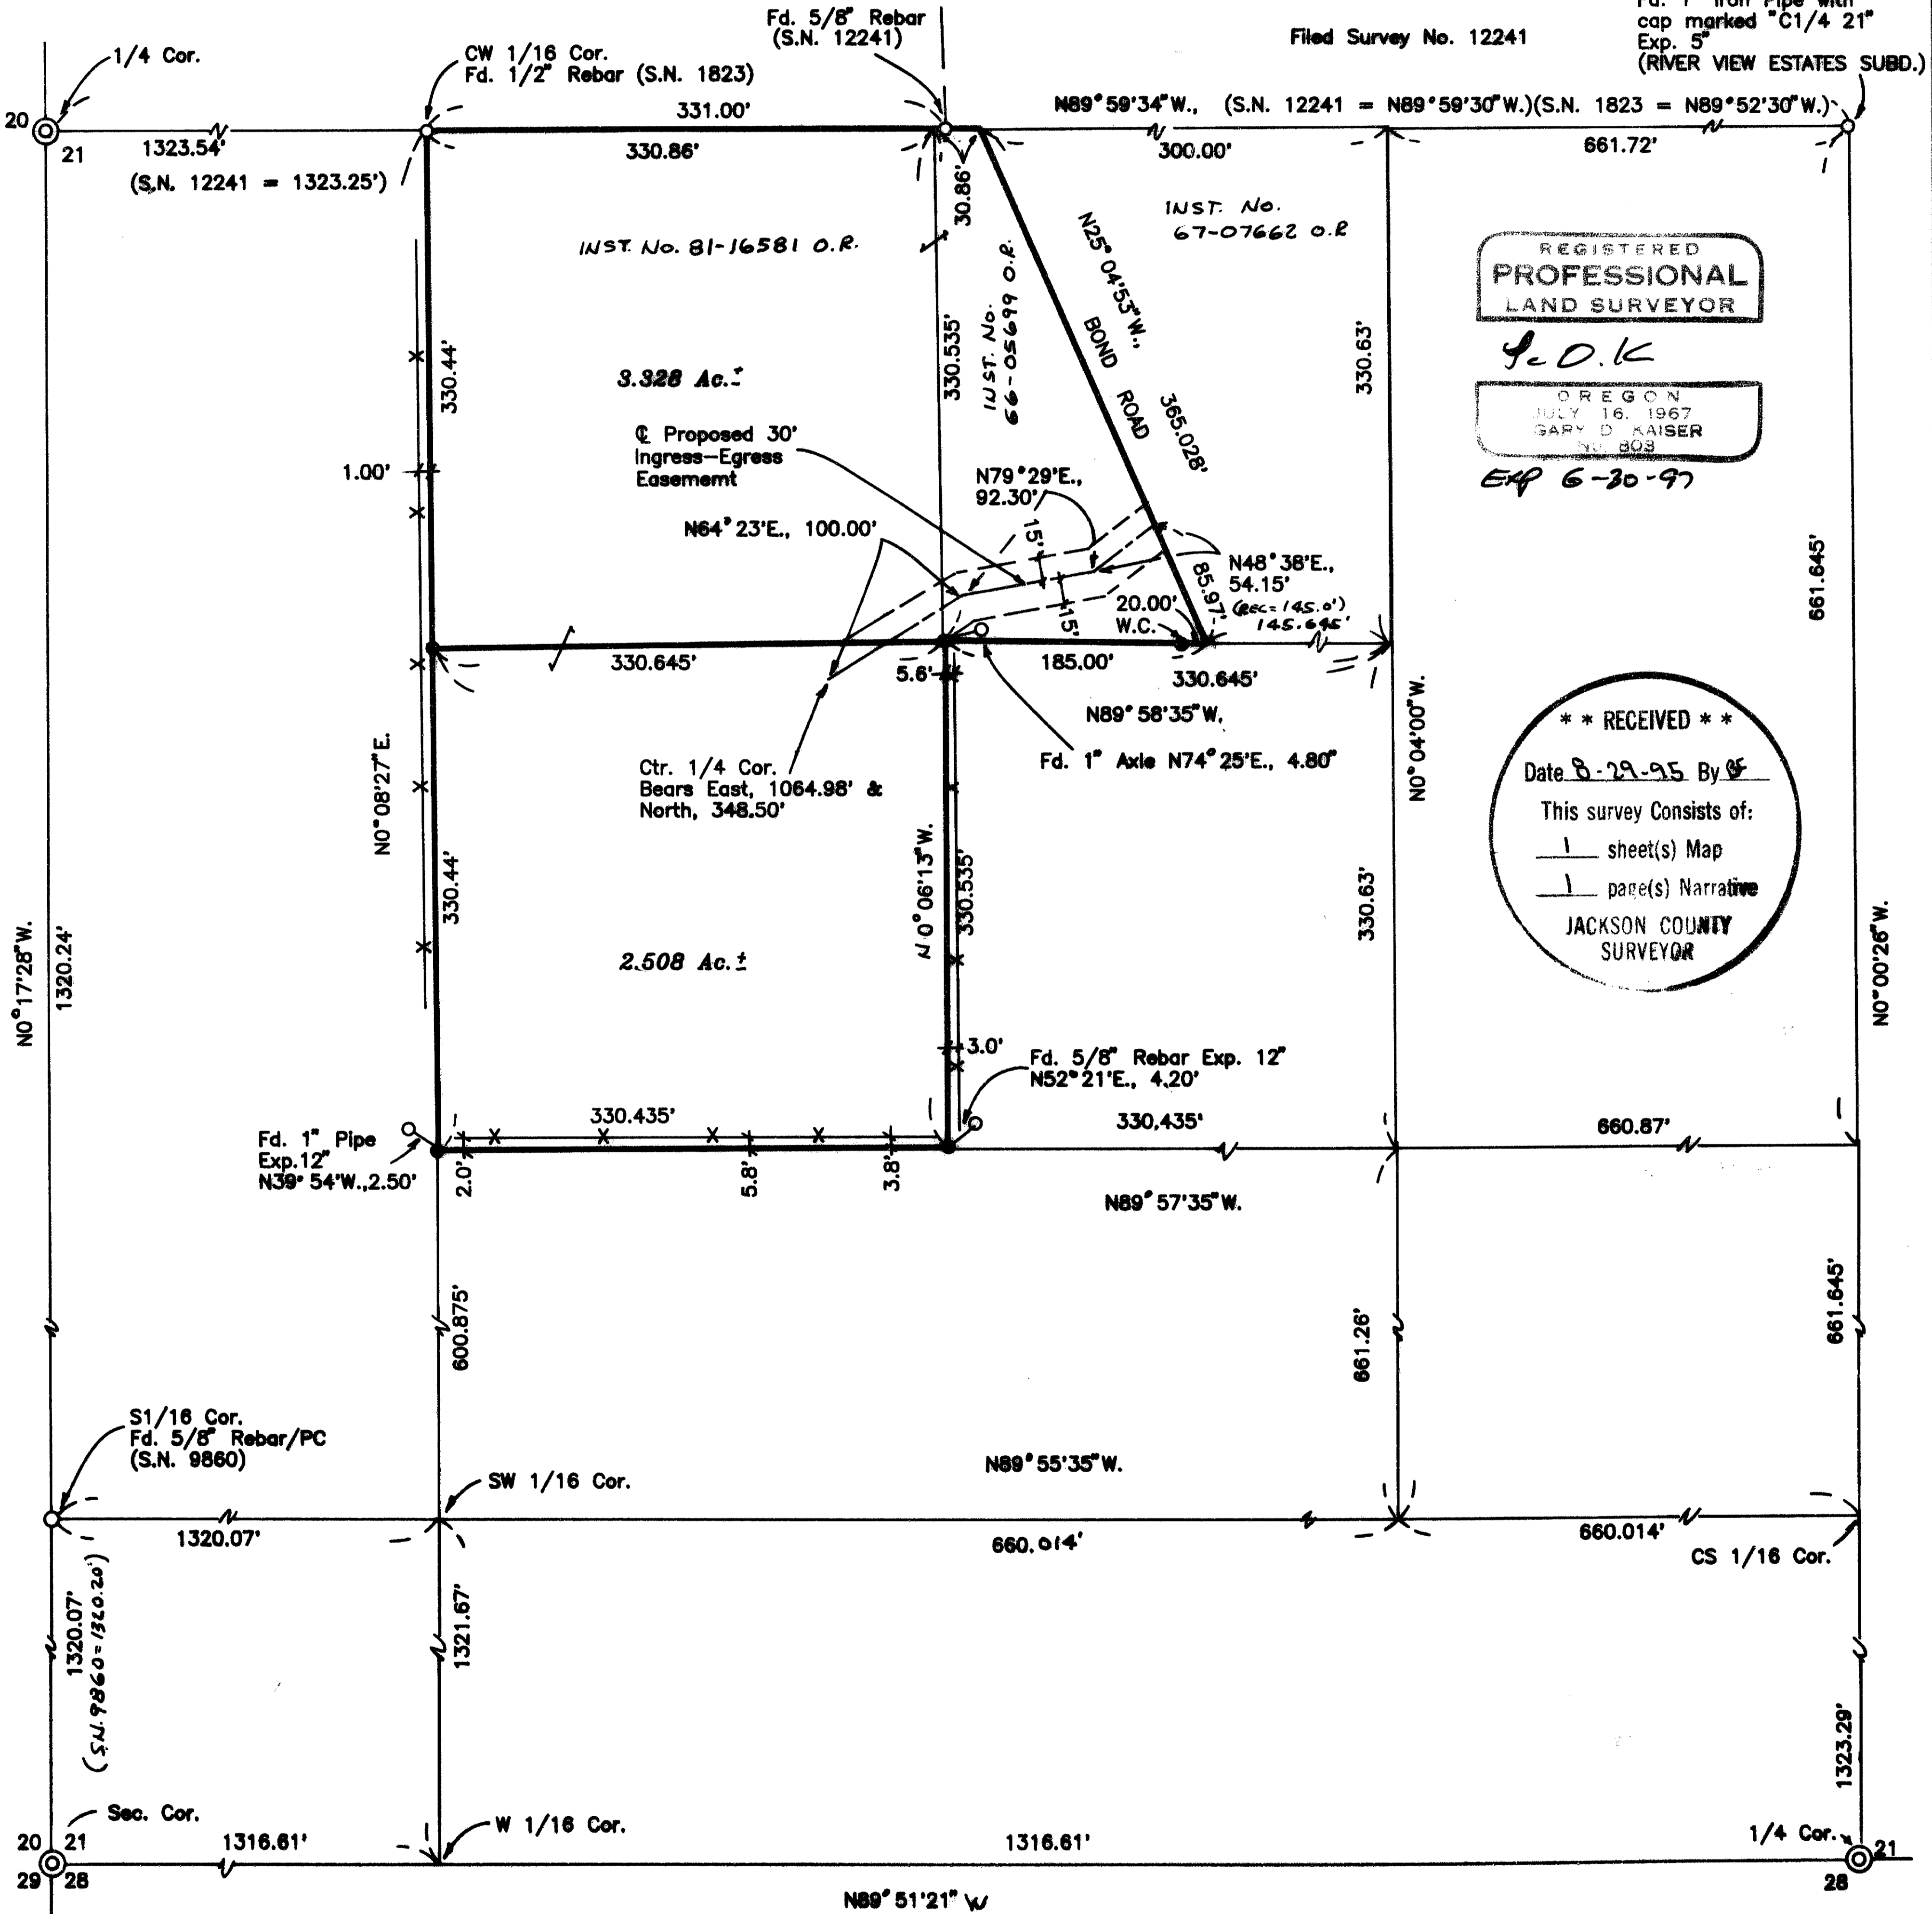 Fd. 1" Iron Pipe with
cap marked "C1/4 21"
Exp. 5"
(RIVER VIEW ESTATES SUBD.)
Fd. 5/8" Rebar
(S.N. 12241)
Filed Survey No. 12241
1/4 Cor.
CW 1/16 Cor.
Fd. 1/2" Rebar (S.N. 1823)
N89°59'34"W., (S.N. 12241 = N89°59'30"W.)(S.N. 1823 = N89°52'30"W.)
20
21
1323.54'
(S.N. 12241 = 1323.25')
331.00'
330.86'
30.86'
300.00'
661.72'
INST. No. 81-16581 O.R.
INST. No.
66-05699 O.R.
INST. No.
67-07662 O.R
N25°04'53"W.,
365.028'
BOND ROAD
330.44'
330.535'
330.63'
3.328 Ac.±
℄ Proposed 30'
Ingress-Egress
Easememt
1.00'
N79°29'E.,
92.30'
N64°23'E., 100.00'
15'
15'
N48°38'E.,
54.15'
(REC=145.0')
145.645'
85.97'
20.00'
W.C.
330.645'
185.00'
330.645'
5.6'
N89°58'35"W.
Fd. 1" Axle N74°25'E., 4.80"
Ctr. 1/4 Cor.
Bears East, 1064.98' &
North, 348.50'
REGISTERED
PROFESSIONAL
LAND SURVEYOR
OREGON
JULY 16, 1967
GARY D KAISER
NO. 803
EXP 6-30-97
661.645'
* * RECEIVED * *
Date 8-29-95 By BF
This survey Consists of:
1 sheet(s) Map
1 page(s) Narrative
JACKSON COUNTY
SURVEYOR
N0°08'27"E.
N0°04'00"W.
N0°06'13"W.
330.44'
330.535'
330.63'
2.508 Ac.±
N0°17'28"W.
1320.24'
N0°00'26"W.
3.0'
Fd. 5/8" Rebar Exp. 12"
N52°21'E., 4.20'
330.435'
330.435'
660.87'
Fd. 1" Pipe
Exp.12"
N39°54'W.,2.50'
2.0'
5.8'
3.8'
N89°57'35"W.
600.875'
661.26'
661.645'
S1/16 Cor.
Fd. 5/8" Rebar/PC
(S.N. 9860)
SW 1/16 Cor.
N89°55'35"W.
1320.07'
660.014'
660.014'
CS 1/16 Cor.
1320.07'
(S.N. 9860=1320.20')
1321.67'
1323.29'
Sec. Cor.
W 1/16 Cor.
1/4 Cor.
20 21
29 28
1316.61'
1316.61'
21
28
N89°51'21" W